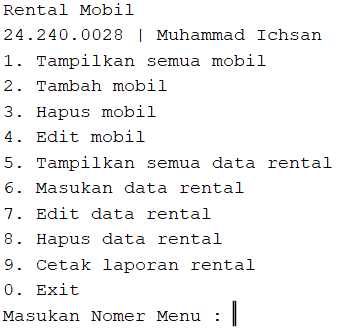 Rental Mobil
24.240.0028 | Muhammad Ichsan
1. Tampilkan semua mobil
2. Tambah mobil
3. Hapus mobil
4. Edit mobil
5. Tampilkan semua data rental
6. Masukan data rental
7. Edit data rental
8. Hapus data rental
9. Cetak laporan rental
0. Exit
Masukan Nomer Menu :